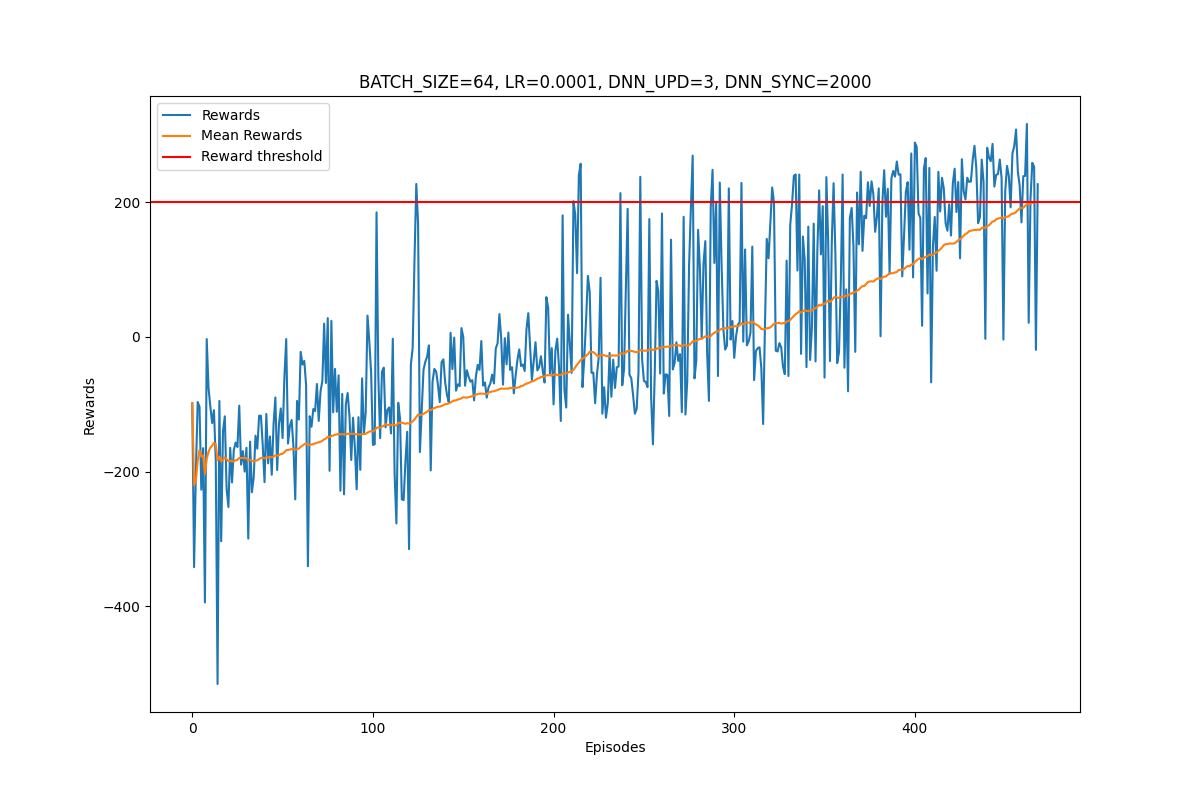 BATCH_SIZE=64, LR=0.0001, DNN_UPD=3, DNN_SYNC=2000
Rewards
Mean Rewards
Reward threshold
200
0
−200
−400
Rewards
0
100
200
300
400
Episodes